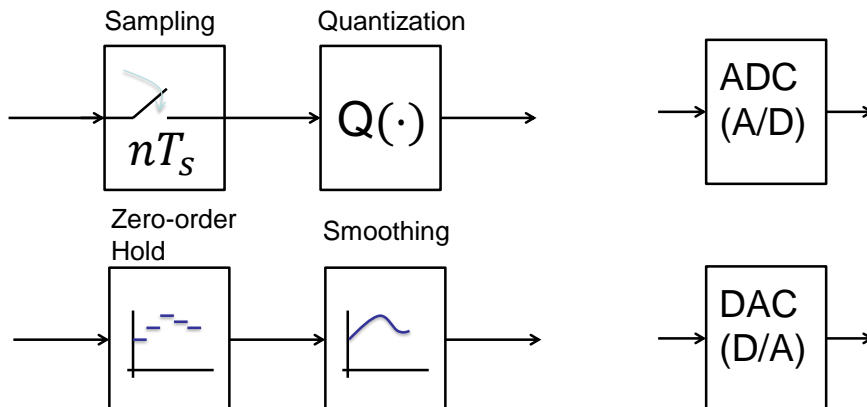 Sampling
Quantization
nTₛ
Q(·)
ADC
(A/D)
Zero-order
Hold
Smoothing
DAC
(D/A)